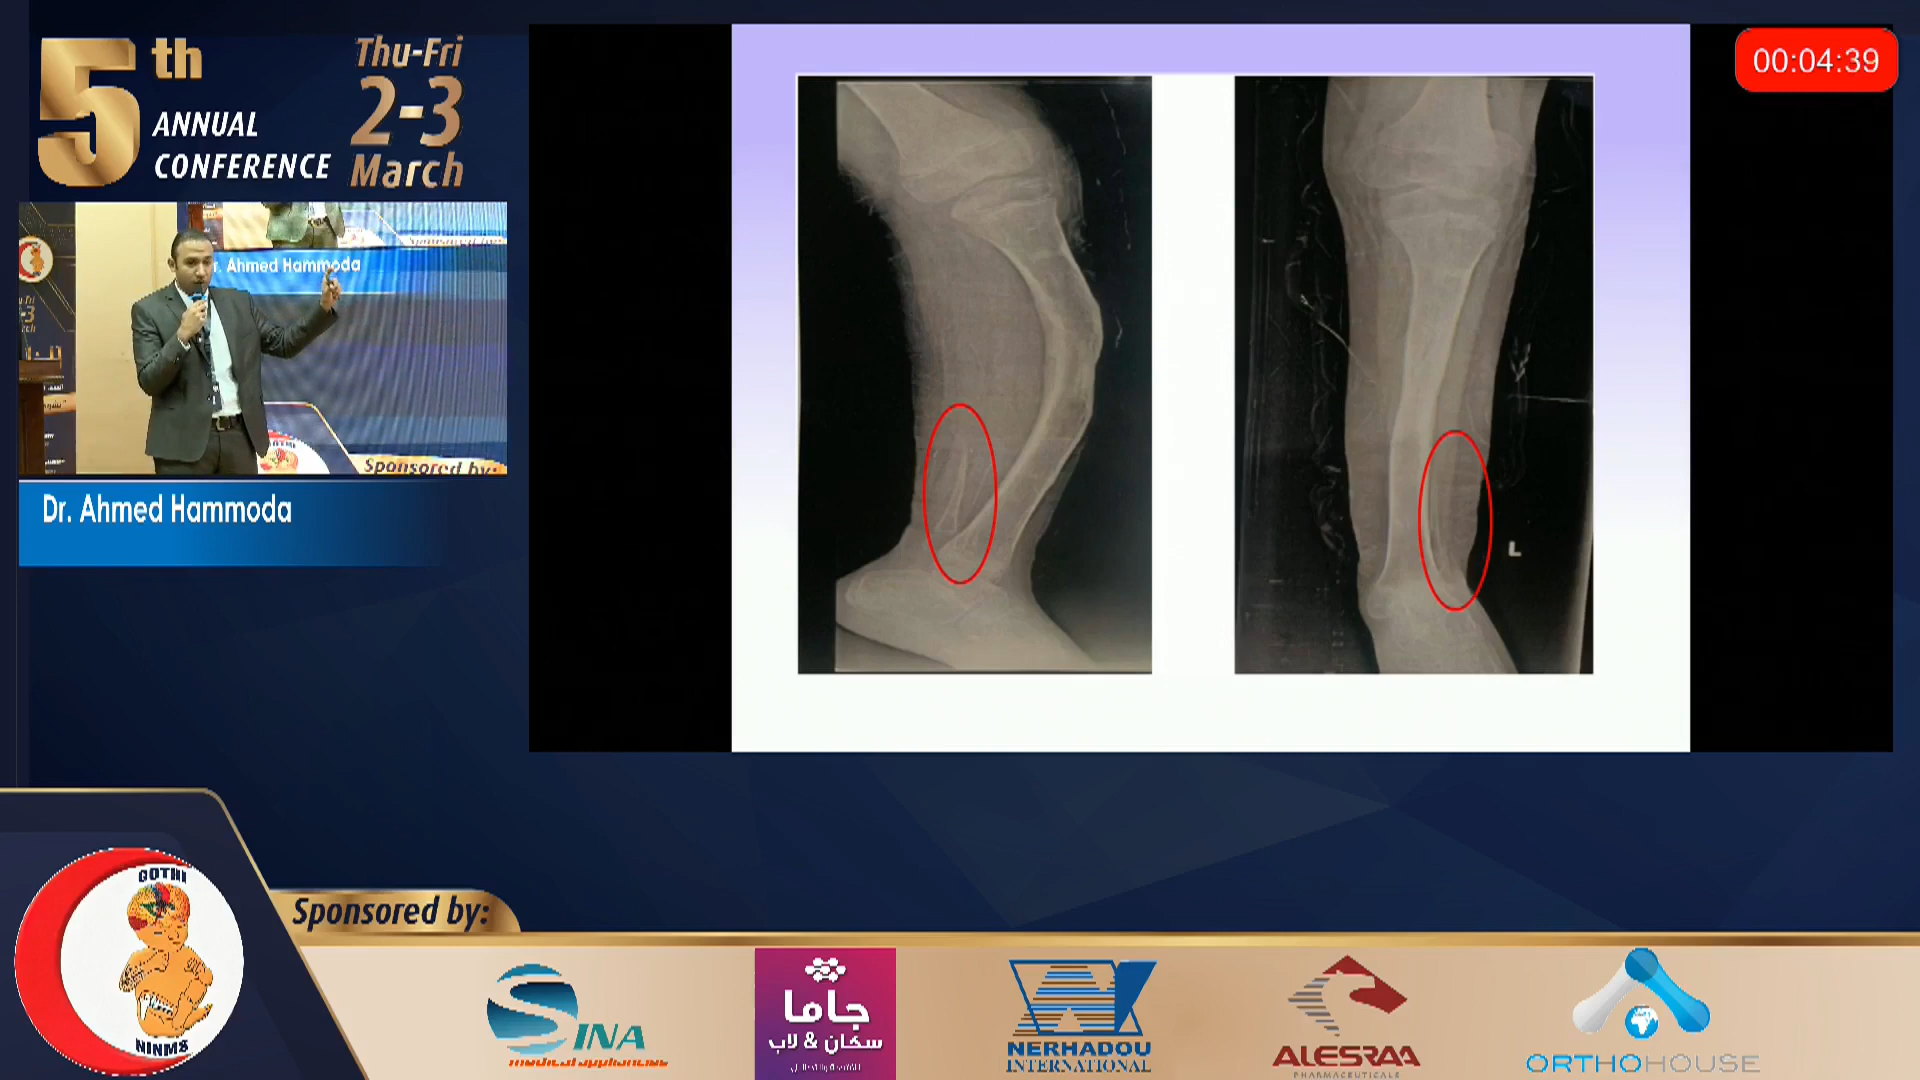 5th
ANNUAL
CONFERENCE
Thu-Fri
2-3
March
r. Ahmed Hammoda
Sponsored by:
Dr. Ahmed Hammoda
00:04:39
L
GOTHI
NINMS
Sponsored by:
SINA
medical appliances
جاما
سكان & لاب
NERHADOU
INTERNATIONAL
ALESRAA
PHARMACEUTICALS
ORTHOHOUSE